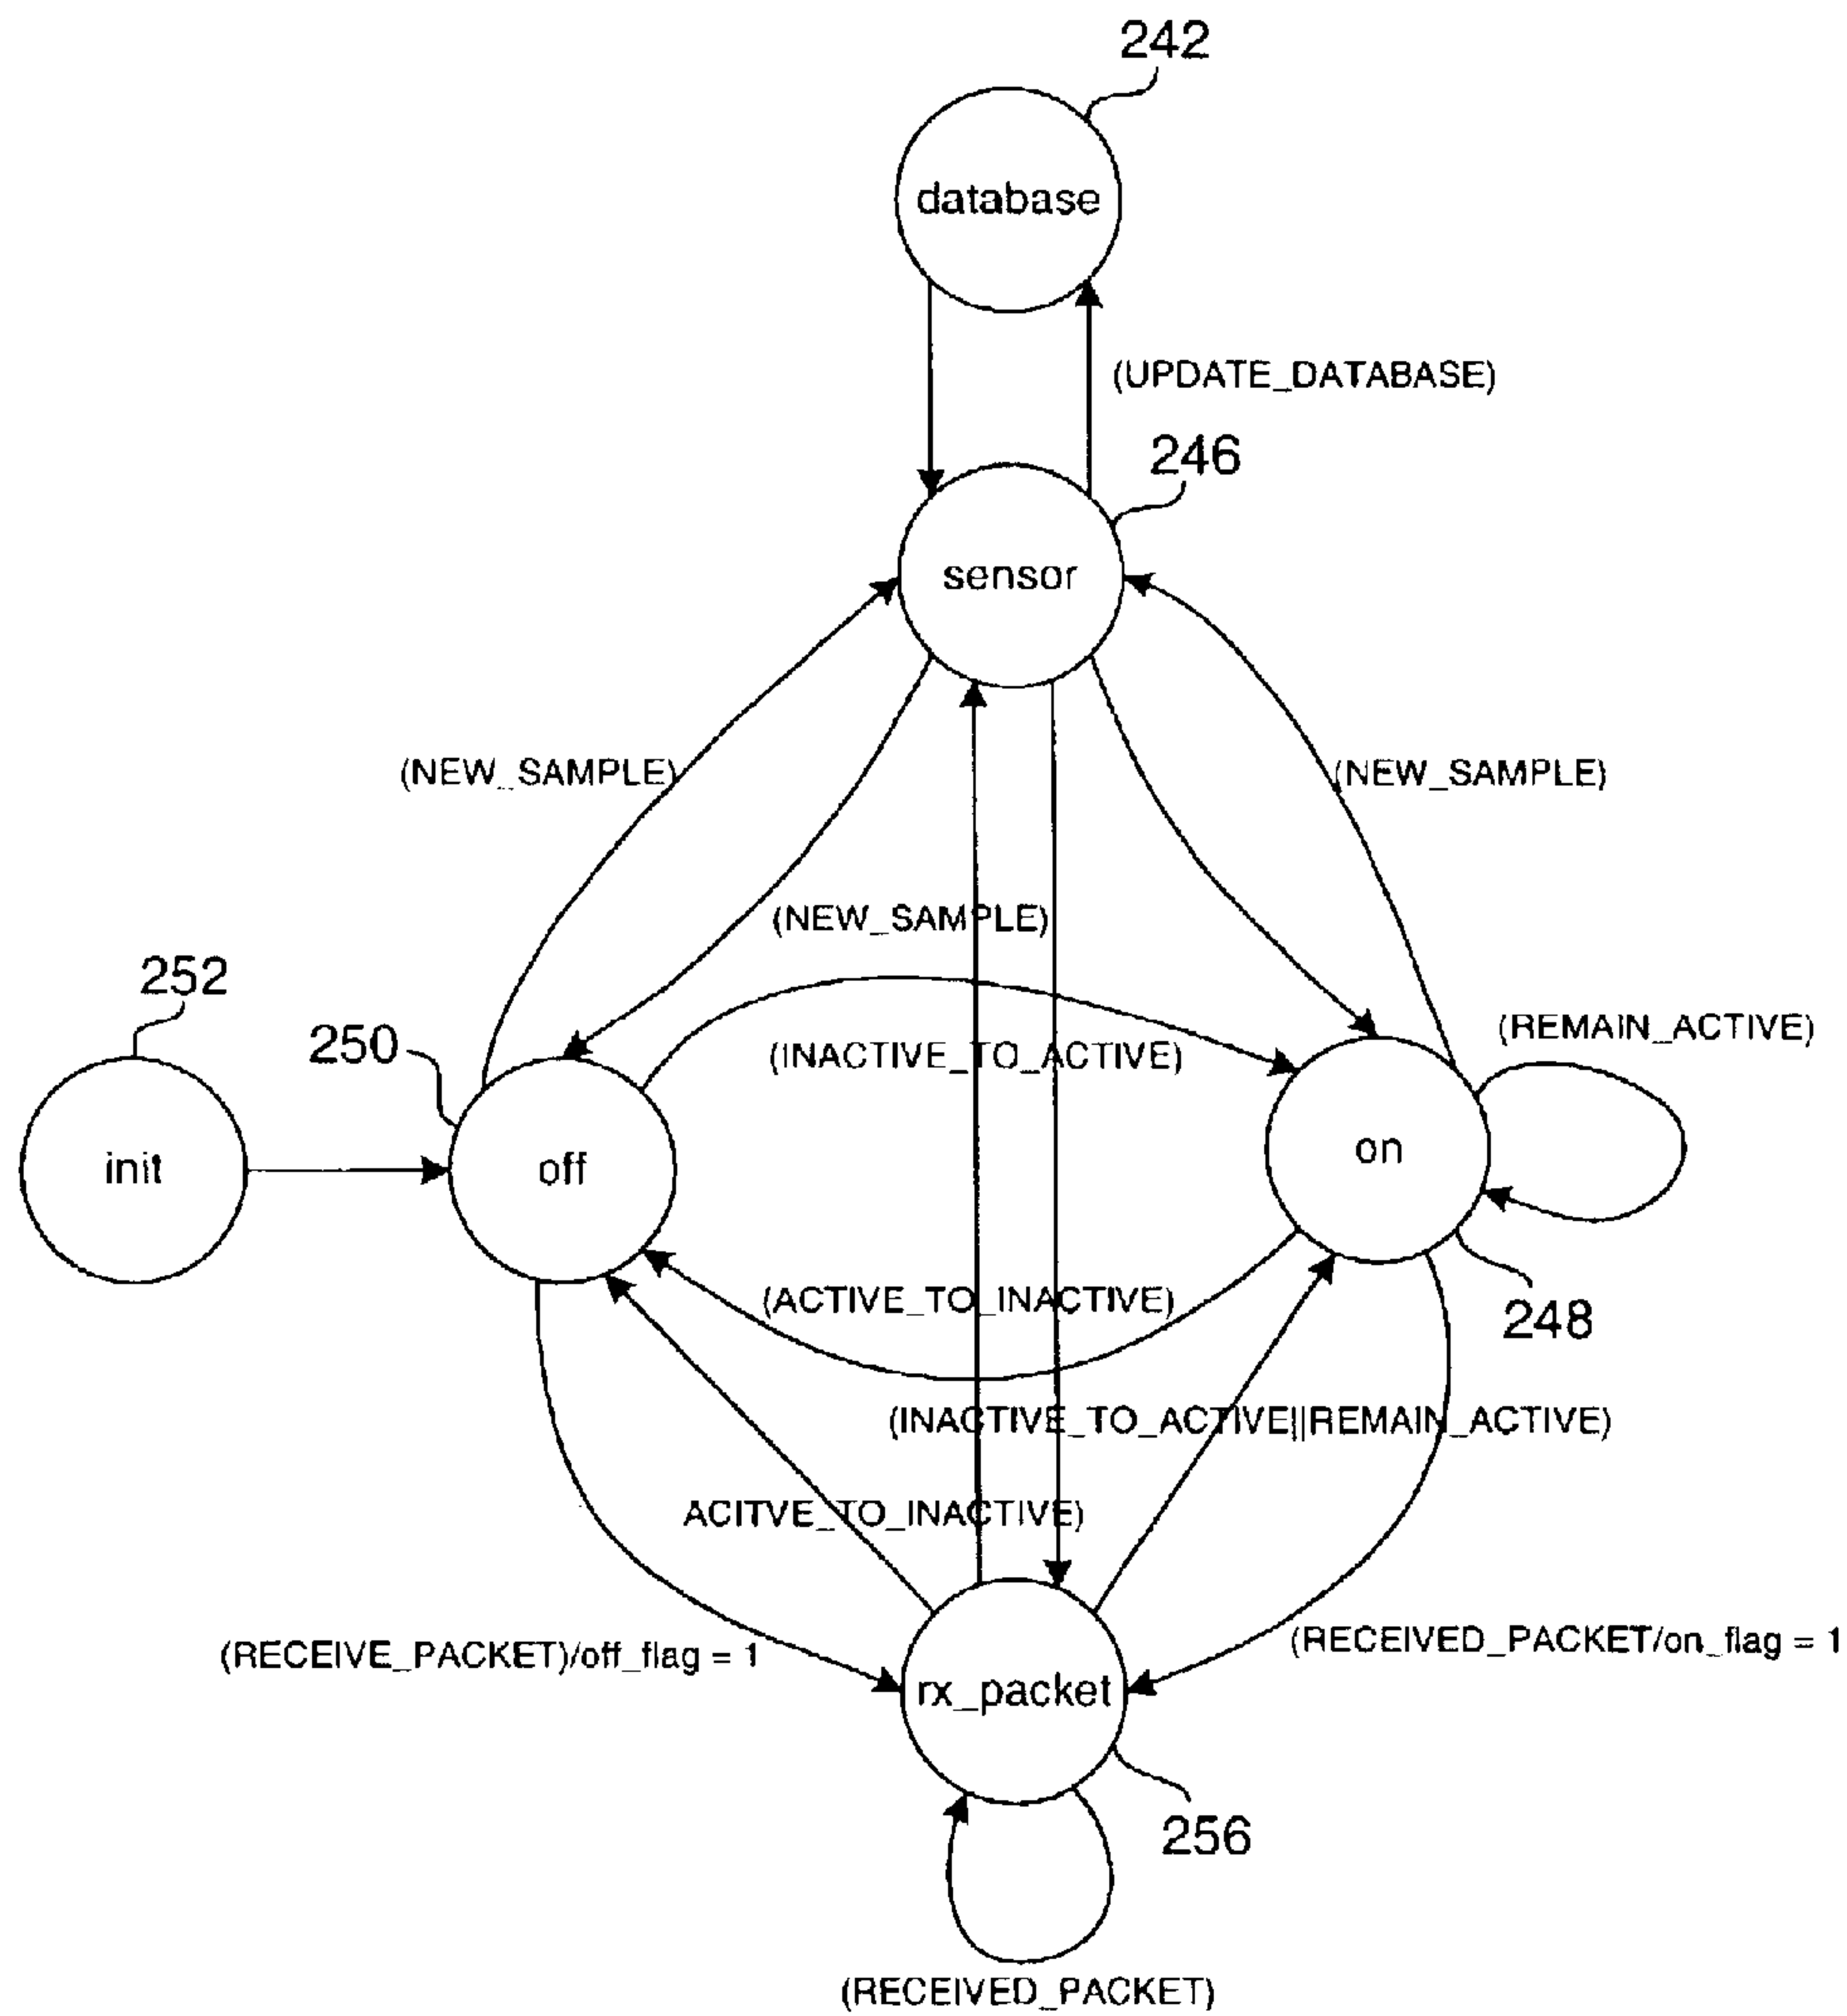 242
database
(UPDATE_DATABASE)
246
sensor
(NEW_SAMPLE)
(NEW_SAMPLE)
(NEW_SAMPLE)
252
250
(REMAIN_ACTIVE)
(INACTIVE_TO_ACTIVE)
init
off
on
(ACTIVE_TO_INACTIVE)
248
(INACTIVE_TO_ACTIVE||REMAIN_ACTIVE)
ACITVE_TO_INACTIVE)
(RECEIVE_PACKET)/off_flag = 1
(RECEIVED_PACKET/on_flag = 1
rx_packet
256
(RECEIVED_PACKET)